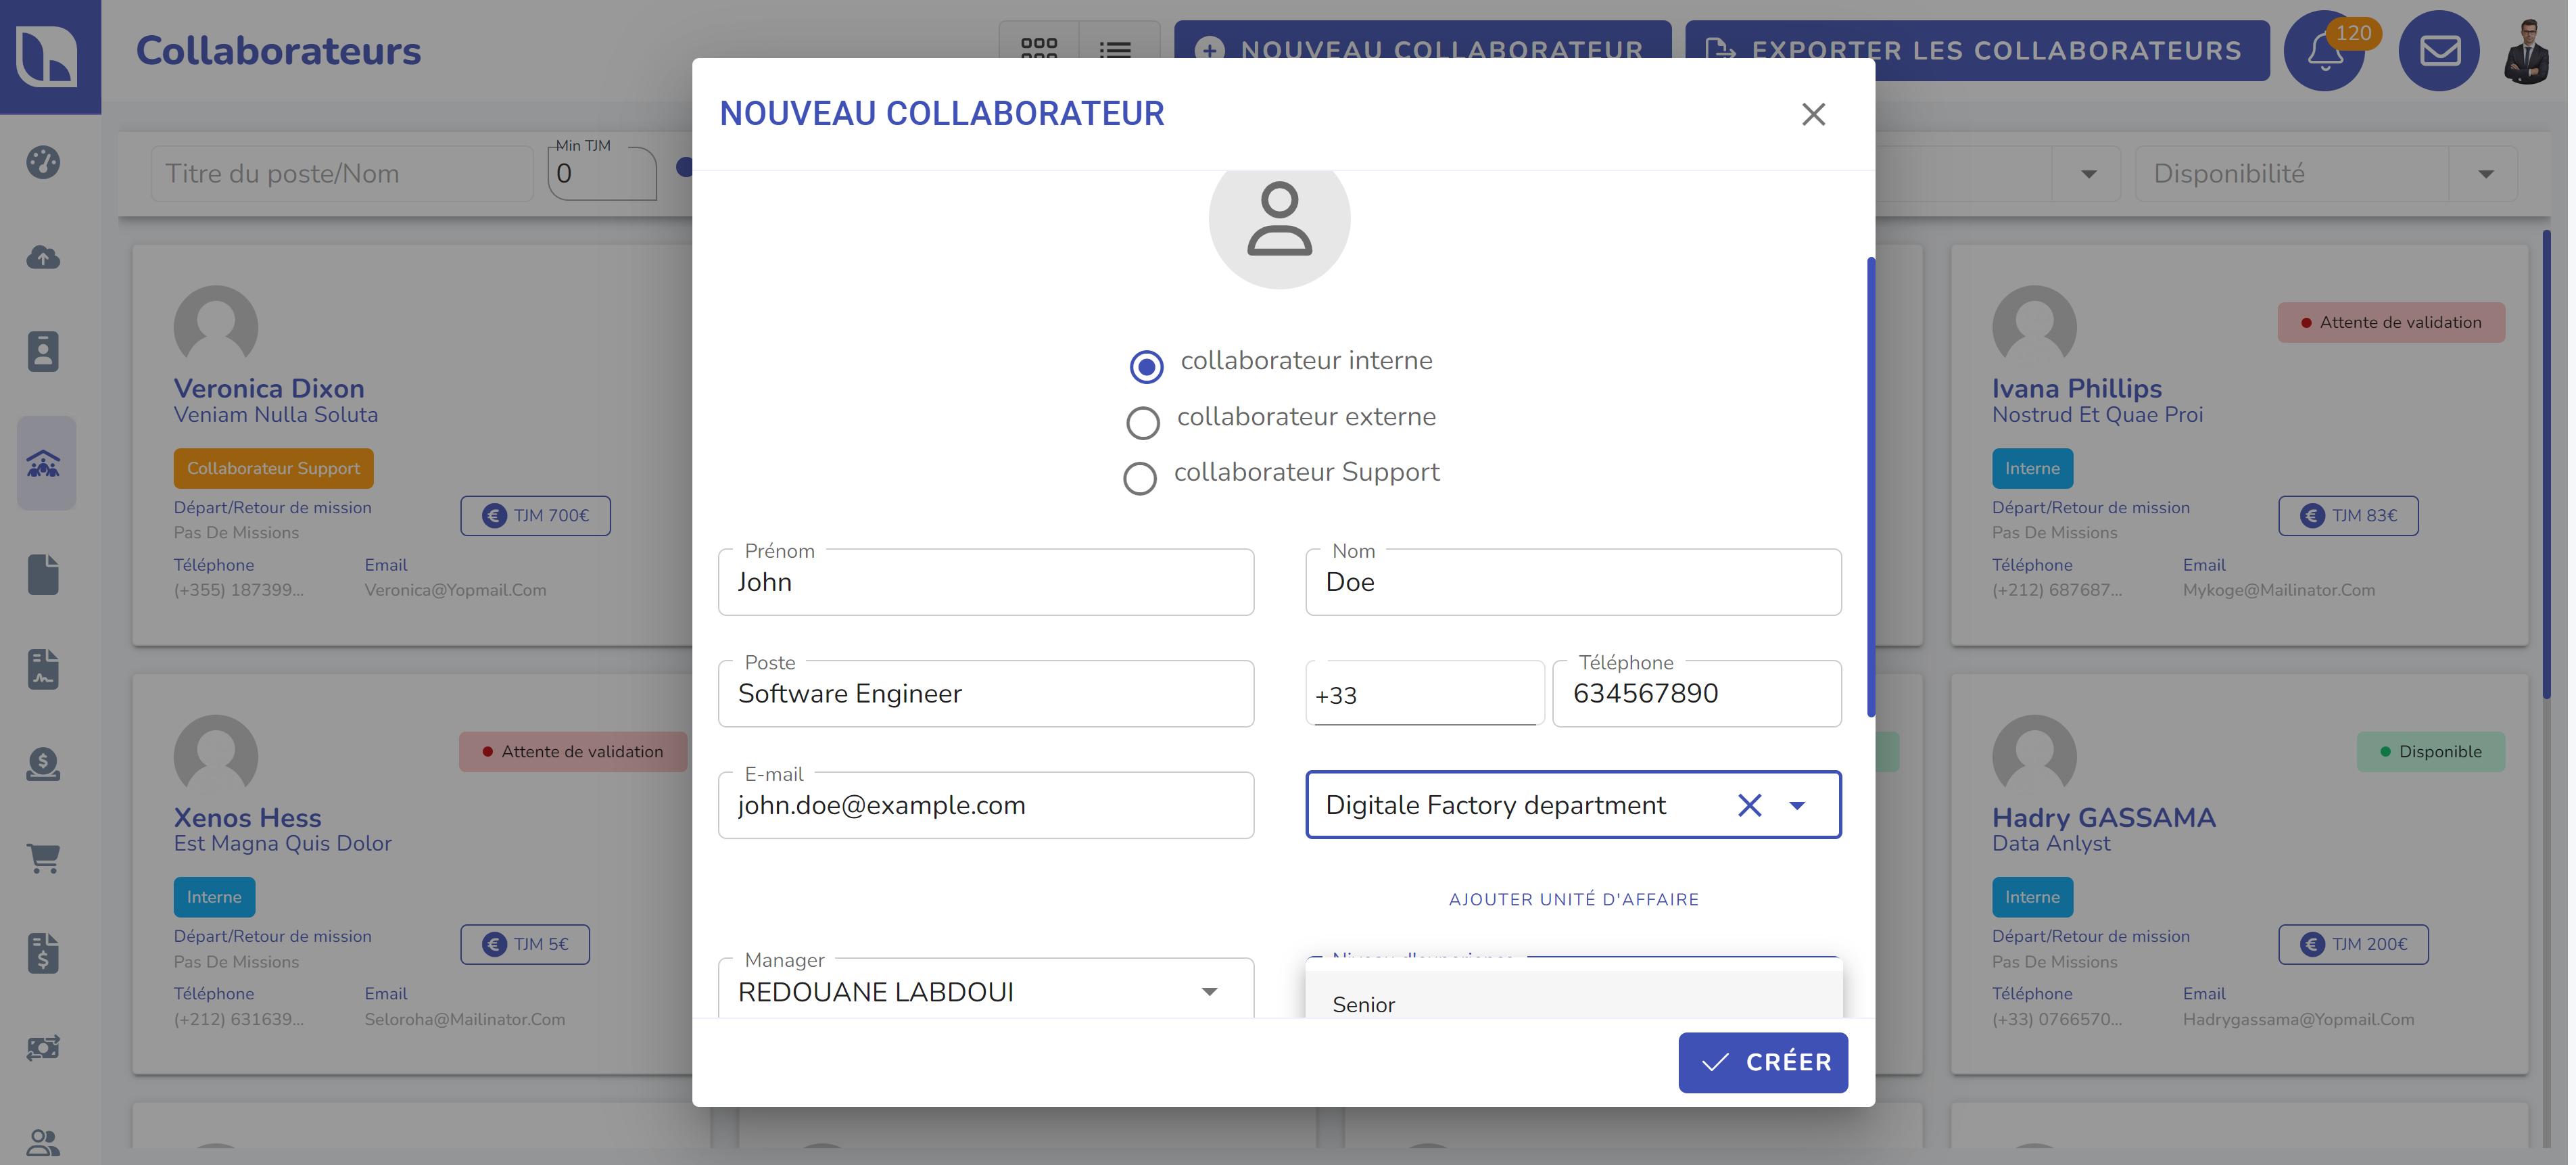 Collaborateurs
NOUVEAU COLLABORATEUR
EXPORTER LES COLLABORATEURS
120
Titre du poste/Nom
Min TJM
0
Disponibilité
Veronica Dixon
Veniam Nulla Soluta
Collaborateur Support
Départ/Retour de mission
Pas De Missions
TJM 700€
Téléphone
Email
(+355) 187399...
Veronica@Yopmail.Com
Attente de validation
Xenos Hess
Est Magna Quis Dolor
Interne
Départ/Retour de mission
Pas De Missions
TJM 5€
Téléphone
Email
(+212) 631639...
Seloroha@Mailinator.Com
NOUVEAU COLLABORATEUR
collaborateur interne
collaborateur externe
collaborateur Support
Prénom
John
Nom
Doe
Poste
Software Engineer
+33
Téléphone
634567890
E-mail
john.doe@example.com
Digitale Factory department
AJOUTER UNITÉ D'AFFAIRE
Manager
REDOUANE LABDOUI
Senior
CRÉER
Attente de validation
Ivana Phillips
Nostrud Et Quae Proi
Interne
Départ/Retour de mission
Pas De Missions
TJM 83€
Téléphone
Email
(+212) 687687...
Mykoge@Mailinator.Com
Disponible
Hadry GASSAMA
Data Anlyst
Interne
Départ/Retour de mission
Pas De Missions
TJM 200€
Téléphone
Email
(+33) 0766570...
Hadrygassama@Yopmail.Com